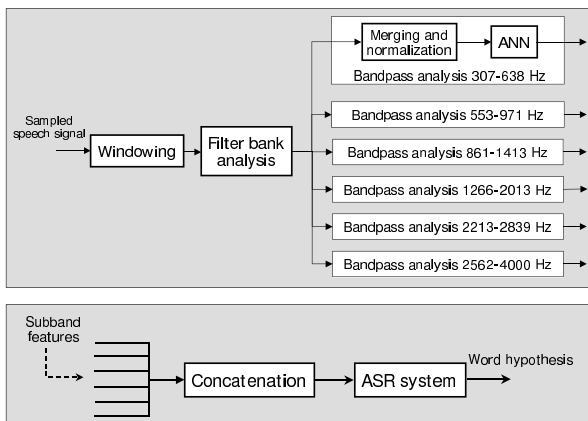 Merging and
normalization
ANN
Bandpass analysis 307-638 Hz
Sampled
speech signal
Windowing
Filter bank
analysis
Bandpass analysis 553-971 Hz
Bandpass analysis 861-1413 Hz
Bandpass analysis 1266-2013 Hz
Bandpass analysis 2213-2839 Hz
Bandpass analysis 2562-4000 Hz
Subband
features
Concatenation
ASR system
Word hypothesis